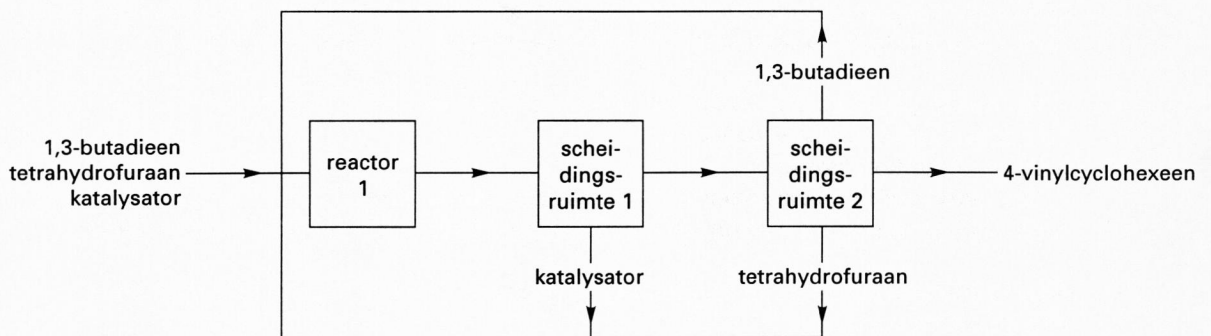 1,3-butadieen
1,3-butadieen
tetrahydrofuraan
katalysator
reactor
1
schei-
dings-
ruimte 1
schei-
dings-
ruimte 2
4-vinylcyclohexeen
katalysator
tetrahydrofuraan